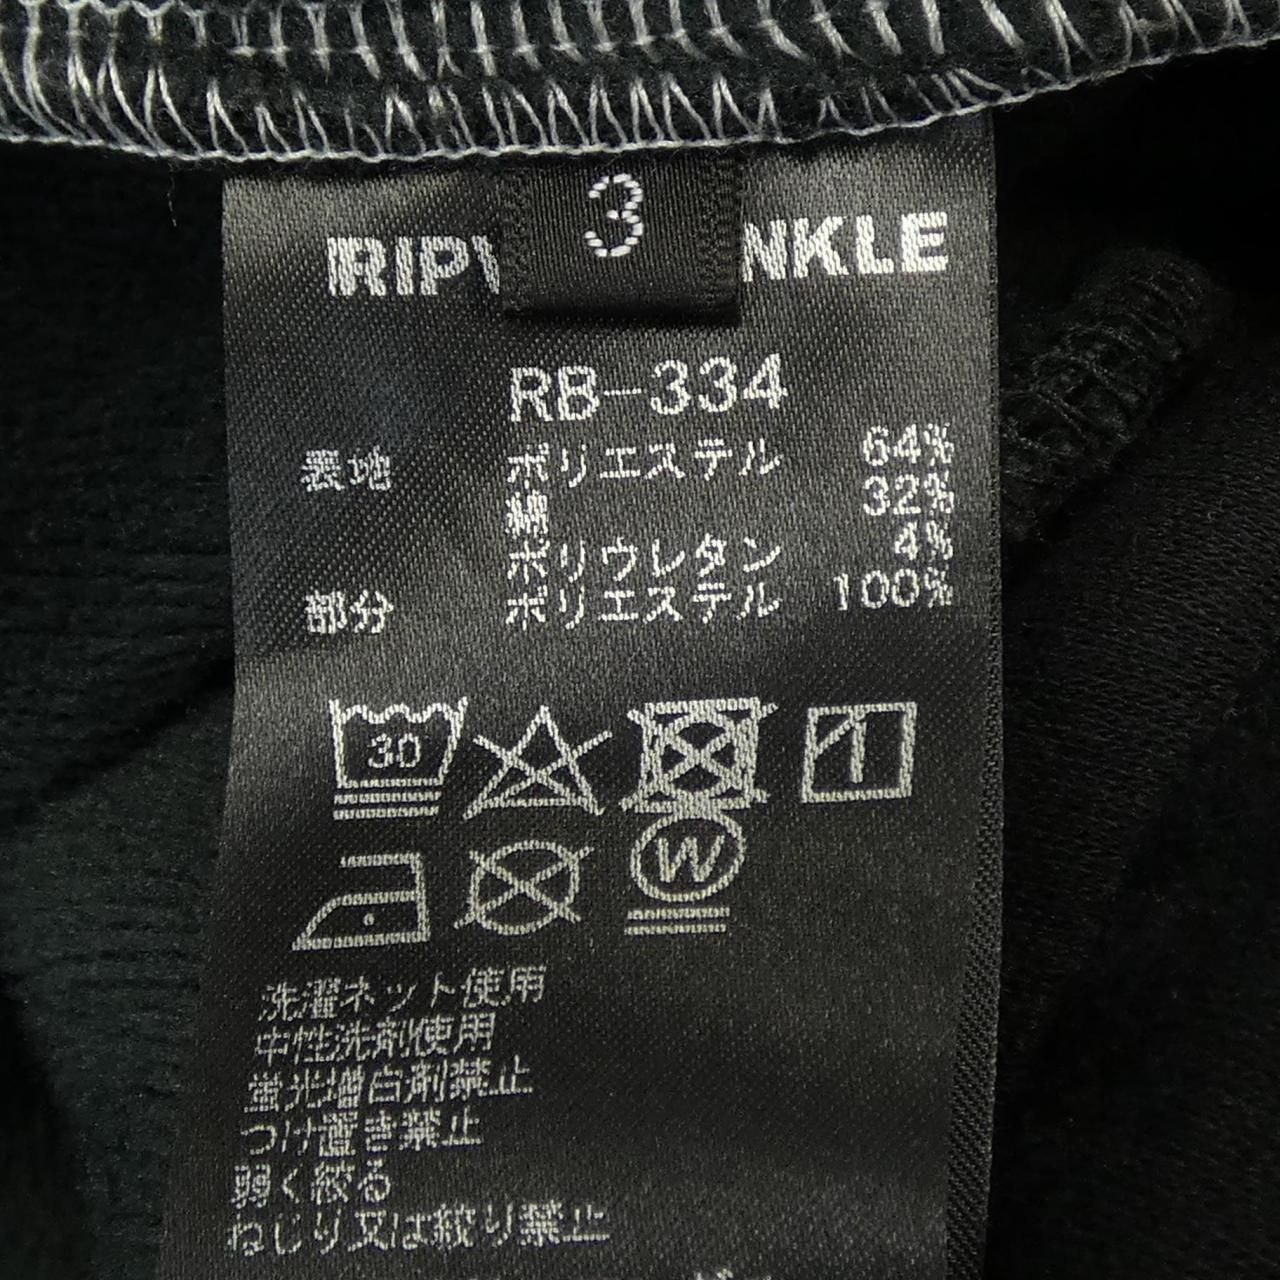 3
RIPV NKLE
RB-334
表地 ポリエステル 64%
綿 32%
ポリウレタン 4%
部分 ポリエステル 100%
30
W
洗濯ネット使用
中性洗剤使用
蛍光増白剤禁止
つけ置き禁止
弱く絞る
ねじり又は絞り禁止